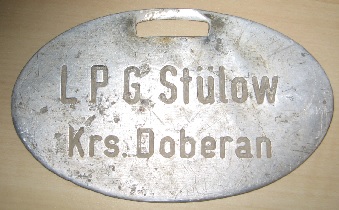 L P G Stülow
Krs. Doberan